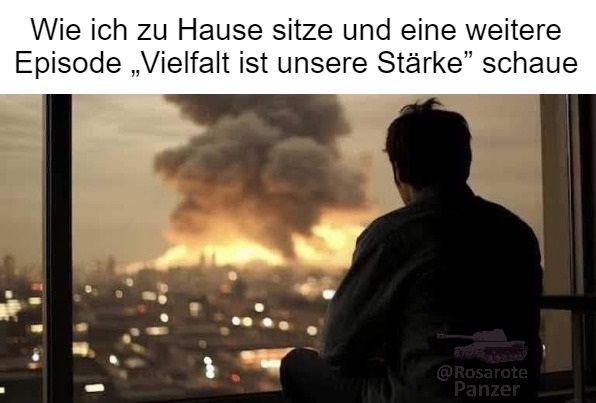 Wie ich zu Hause sitze und eine weitere
Episode „Vielfalt ist unsere Stärke” schaue
@Rosarote
Panzer